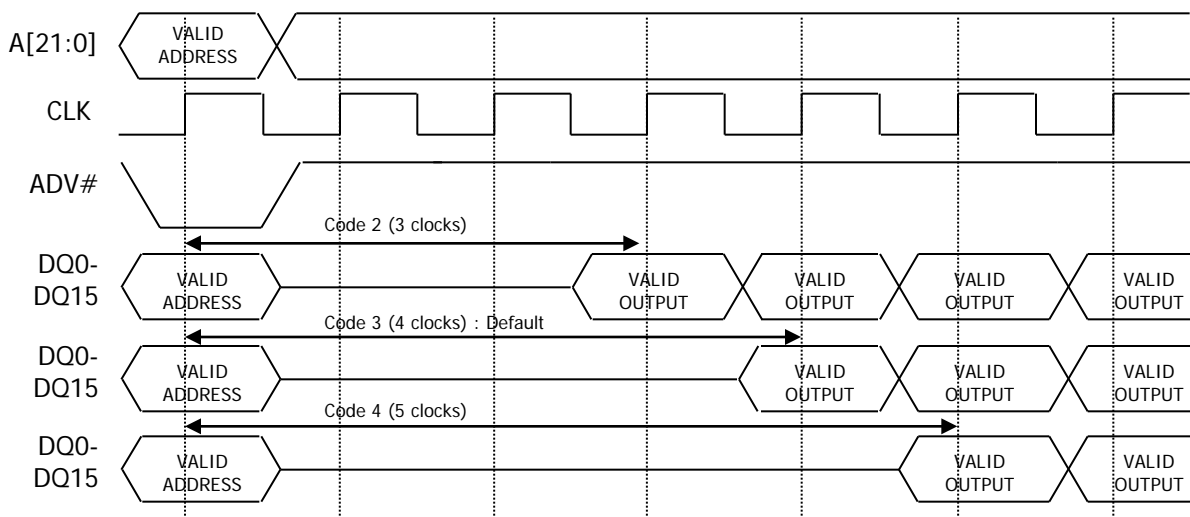 A[21:0]
VALID
ADDRESS
CLK
ADV#
Code 2 (3 clocks)
DQ0-
DQ15
VALID
ADDRESS
VALID
OUTPUT
VALID
OUTPUT
VALID
OUTPUT
VALID
OUTPUT
Code 3 (4 clocks) : Default
DQ0-
DQ15
VALID
ADDRESS
VALID
OUTPUT
VALID
OUTPUT
VALID
OUTPUT
Code 4 (5 clocks)
DQ0-
DQ15
VALID
ADDRESS
VALID
OUTPUT
VALID
OUTPUT